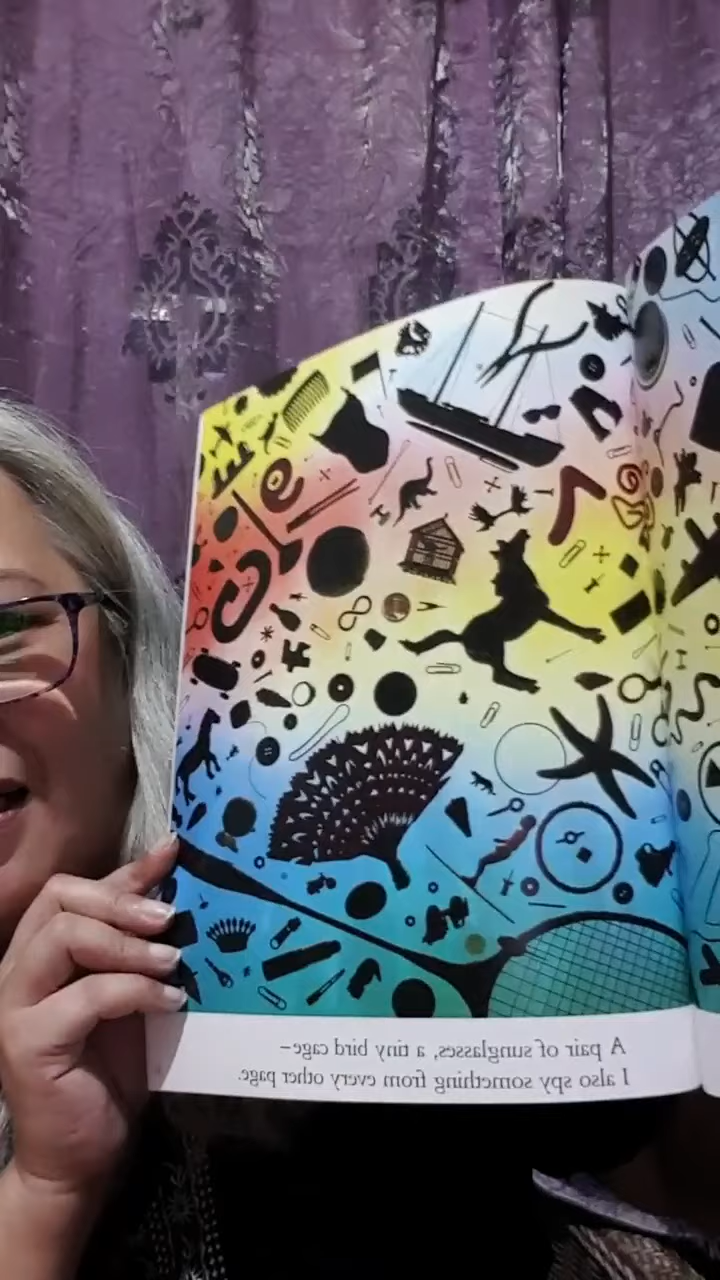 A pair of sunglasses, a tiny bird cage–
I also spy something from every other page.